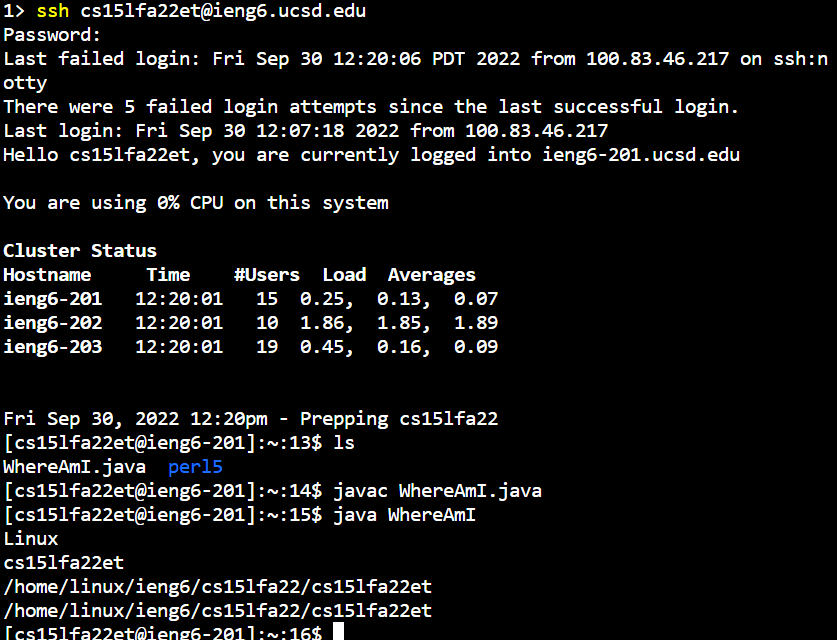 1> ssh cs15lfa22et@ieng6.ucsd.edu
Password:
Last failed login: Fri Sep 30 12:20:06 PDT 2022 from 100.83.46.217 on ssh:n
otty
There were 5 failed login attempts since the last successful login.
Last login: Fri Sep 30 12:07:18 2022 from 100.83.46.217
Hello cs15lfa22et, you are currently logged into ieng6-201.ucsd.edu
You are using 0% CPU on this system
Cluster Status
Hostname     Time    #Users  Load  Averages
ieng6-201   12:20:01   15  0.25,  0.13,  0.07
ieng6-202   12:20:01   10  1.86,  1.85,  1.89
ieng6-203   12:20:01   19  0.45,  0.16,  0.09
Fri Sep 30, 2022 12:20pm - Prepping cs15lfa22
[cs15lfa22et@ieng6-201]:~:13$ ls
WhereAmI.java  perl5
[cs15lfa22et@ieng6-201]:~:14$ javac WhereAmI.java
[cs15lfa22et@ieng6-201]:~:15$ java WhereAmI
Linux
cs15lfa22et
/home/linux/ieng6/cs15lfa22/cs15lfa22et
/home/linux/ieng6/cs15lfa22/cs15lfa22et
[cs15lfa22et@ieng6-201]:~:16$